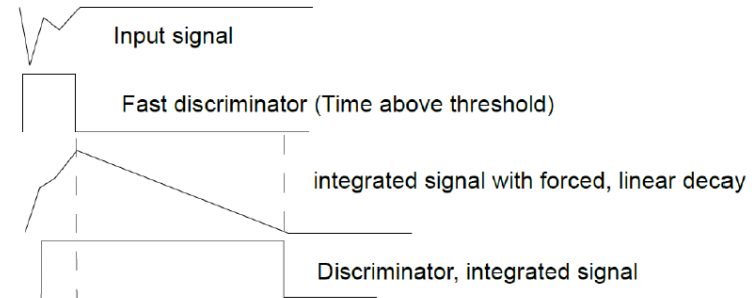 Input signal
Fast discriminator (Time above threshold)
integrated signal with forced, linear decay
Discriminator, integrated signal